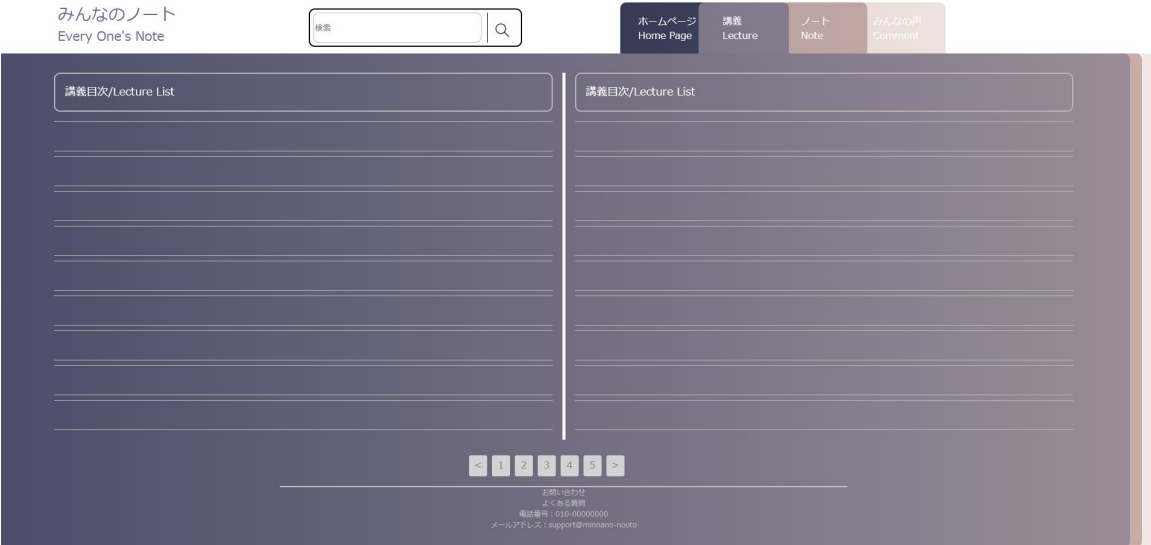 みんなのノート
Every One's Note
検索
ホームページ
Home Page
講義
Lecture
ノート
Note
みんなの声
Comment
講義目次/Lecture List
講義目次/Lecture List
< 1 2 3 4 5 >
お問い合わせ
よくある質問
電話番号：010-00000000
メールアドレス：support@minnano-nooto